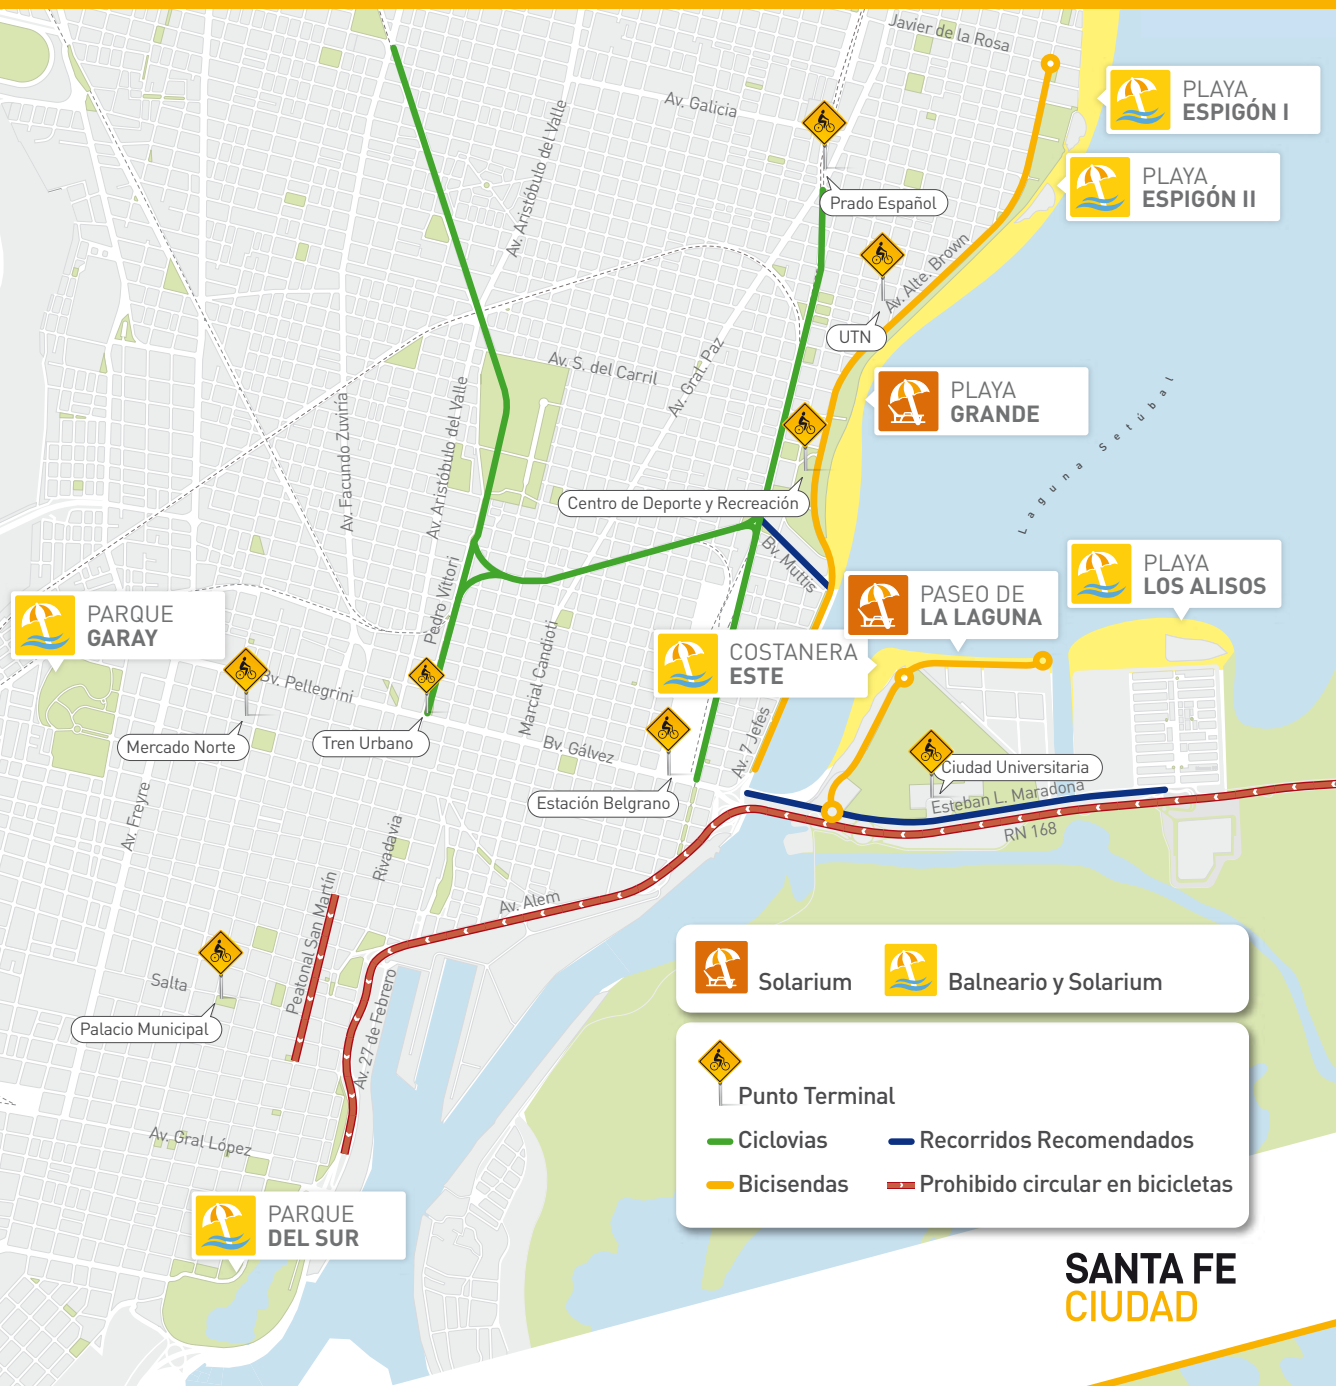 Javier de la Rosa
PLAYA
ESPIGÓN I
Av. Galicia
Av. Aristóbulo del Valle
PLAYA
ESPIGÓN II
Prado Español
Av. Alte. Brown
UTN
Av. S. del Carril
Av. Gral. Paz
PLAYA
GRANDE
Laguna Setúbal
Av. Facundo Zuviría
Av. Aristóbulo del Valle
Centro de Deporte y Recreación
Bv. Muttis
PLAYA
LOS ALISOS
PASEO DE
LA LAGUNA
PARQUE
GARAY
Pedro Vittori
Marcial Candioti
COSTANERA
ESTE
Bv. Pellegrini
Mercado Norte
Tren Urbano
Bv. Gálvez
Av. 7 Jefes
Ciudad Universitaria
Estación Belgrano
Esteban L. Maradona
RN 168
Av. Freyre
Rivadavia
Av. Alem
Peatonal San Martín
Salta
Palacio Municipal
Av. 27 de Febrero
Solarium
Balneario y Solarium
Punto Terminal
Ciclovias
Recorridos Recomendados
Bicisendas
Prohibido circular en bicicletas
Av. Gral López
PARQUE
DEL SUR
SANTA FE
CIUDAD